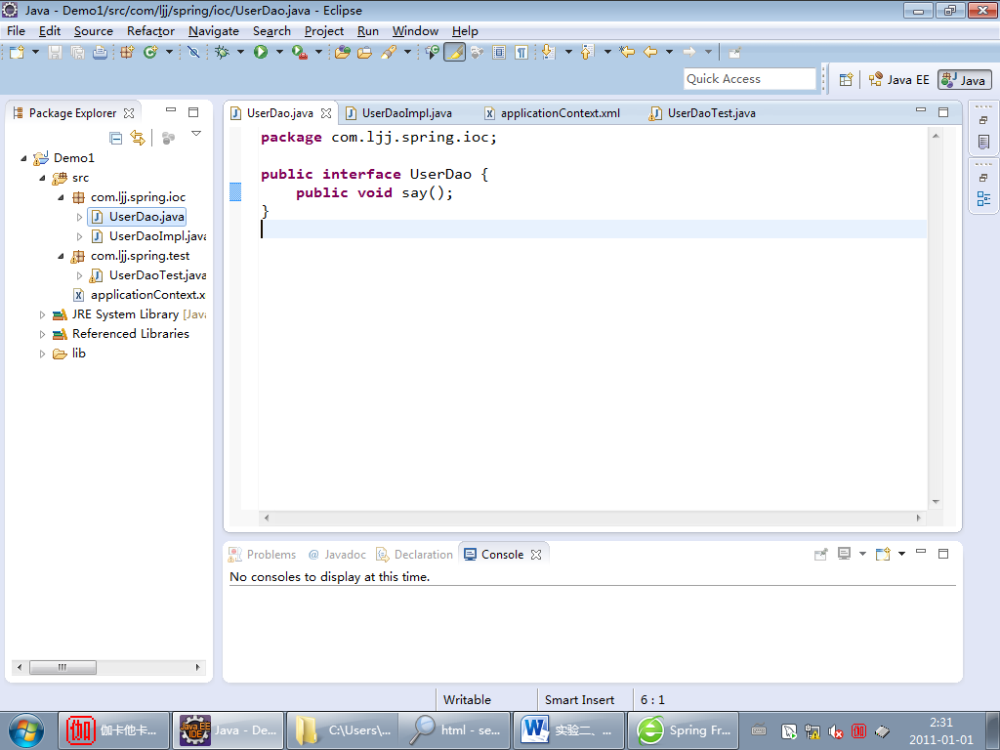 Java - Demo1/src/com/ljj/spring/ioc/UserDao.java - Eclipse
File Edit Source Refactor Navigate Search Project Run Window Help
Quick Access
Java EE
Java
Package Explorer
Demo1
src
com.ljj.spring.ioc
UserDao.java
UserDaoImpl.java
com.ljj.spring.test
UserDaoTest.java
applicationContext.x
JRE System Library [Java
Referenced Libraries
lib
UserDao.java
UserDaoImpl.java
applicationContext.xml
UserDaoTest.java
package com.ljj.spring.ioc;
public interface UserDao {
public void say();
}
Problems
@ Javadoc
Declaration
Console
No consoles to display at this time.
Writable
Smart Insert
6 : 1
伽卡他卡...
Java - De...
C:\Users\...
html - se...
实验二、...
Spring Fr...
2:31
2011-01-01